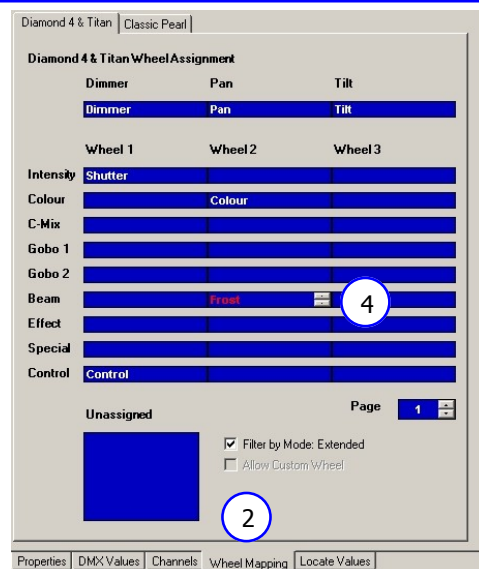 Diamond 4 & Titan Classic Pearl
Diamond 4 & Titan Wheel Assignment
Dimmer Pan Tilt
Dimmer Pan Tilt
Wheel 1 Wheel 2 Wheel 3
Intensity Shutter
Colour Colour
C-Mix
Gobo 1
Gobo 2
Beam Frost 4
Effect
Special
Control Control
Unassigned Page 1
Filter by Mode: Extended
Allow Custom Wheel
2
Properties DMX Values Channels Wheel Mapping Locate Values